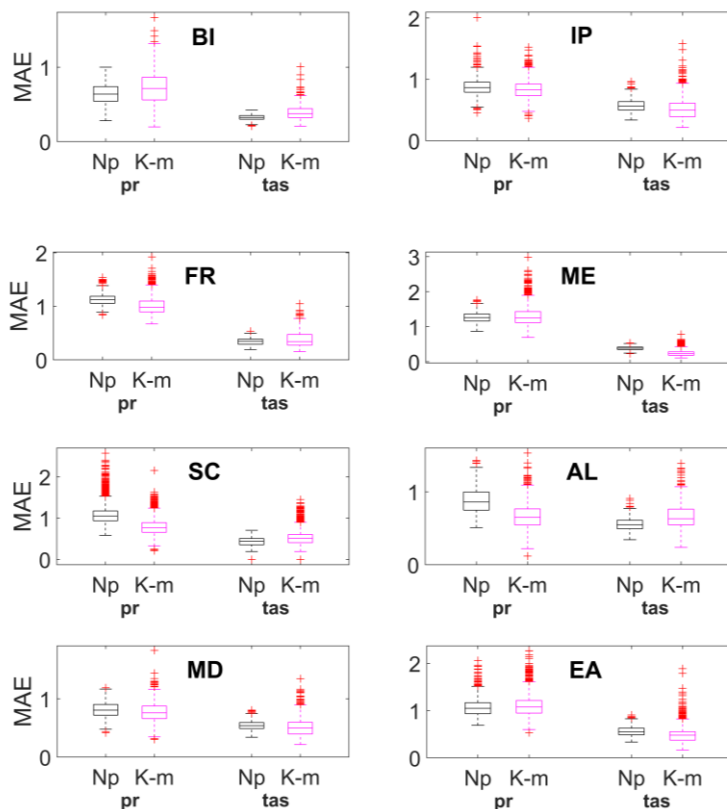 BI
MAE
1
0
Np K-m Np K-m
pr tas
IP
2
1
0
Np K-m Np K-m
pr tas
FR
MAE
2
1
0
Np K-m Np K-m
pr tas
ME
3
2
1
0
Np K-m Np K-m
pr tas
SC
MAE
2
1
0
Np K-m Np K-m
pr tas
AL
1
0
Np K-m Np K-m
pr tas
MD
MAE
1
0
Np K-m Np K-m
pr tas
EA
2
1
0
Np K-m Np K-m
pr tas